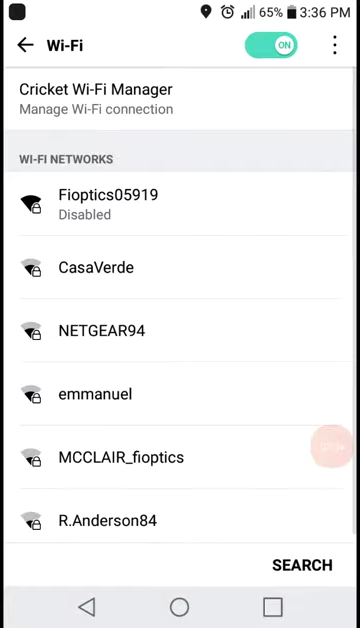 65% 3:36 PM
Wi-Fi
ON
Cricket Wi-Fi Manager
Manage Wi-Fi connection
WI-FI NETWORKS
Fioptics05919
Disabled
CasaVerde
NETGEAR94
emmanuel
MCCLAIR_fioptics
R.Anderson84
SEARCH